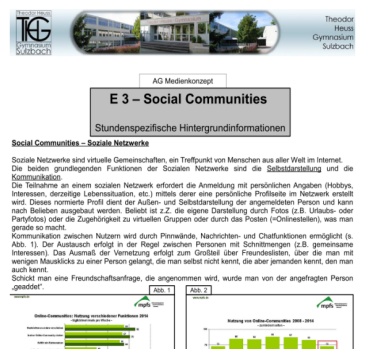 Theodor Heuss
THG
Gymnasium
Sulzbach
Theodor
Heuss
Gymnasium
Sulzbach
AG Medienkonzept
E 3 – Social Communities
Stundenspezifische Hintergrundinformationen
Social Communities – Soziale Netzwerke
Soziale Netzwerke sind virtuelle Gemeinschaften, ein Treffpunkt von Menschen aus aller Welt im Internet.
Die beiden grundlegenden Funktionen der Sozialen Netzwerke sind die Selbstdarstellung und die
Kommunikation.
Die Teilnahme an einem sozialen Netzwerk erfordert die Anmeldung mit persönlichen Angaben (Hobbys,
Interessen, derzeitige Lebenssituation, etc.) mittels derer eine persönliche Profilseite im Netzwerk erstellt
wird. Dieses normierte Profil dient der Außen- und Selbstdarstellung der angemeldeten Person und kann
nach Belieben ausgebaut werden. Beliebt ist z.Z. die eigene Darstellung durch Fotos (z.B. Urlaubs- oder
Partyfotos) oder die Zugehörigkeit zu virtuellen Gruppen oder durch das Posten (=Onlinestellen), was man
gerade so macht.
Kommunikation zwischen Nutzern wird durch Pinnwände, Nachrichten- und Chatfunktionen ermöglicht (s.
Abb. 1). Der Austausch erfolgt in der Regel zwischen Personen mit Schnittmengen (z.B. gemeinsame
Interessen). Das Ausmaß der Vernetzung erfolgt zum Großteil über Freundeslisten, über die man mit
wenigen Mausklicks zu einer Person gelangt, die man selbst nicht kennt, die aber jemanden kennt, den man
auch kennt.
Schickt man eine Freundschaftsanfrage, die angenommen wird, wurde man von der angefragten Person
„geaddet“.
Abb. 1
Abb. 2
mpfs
mpfs
Online-Communities: Nutzung verschiedener Funktionen 2014
Nutzung von Online-Communities 2008 - 2014